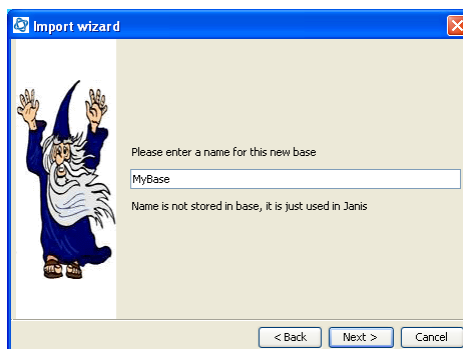 Import wizard
Please enter a name for this new base
MyBase
Name is not stored in base, it is just used in Janis
< Back
Next >
Cancel